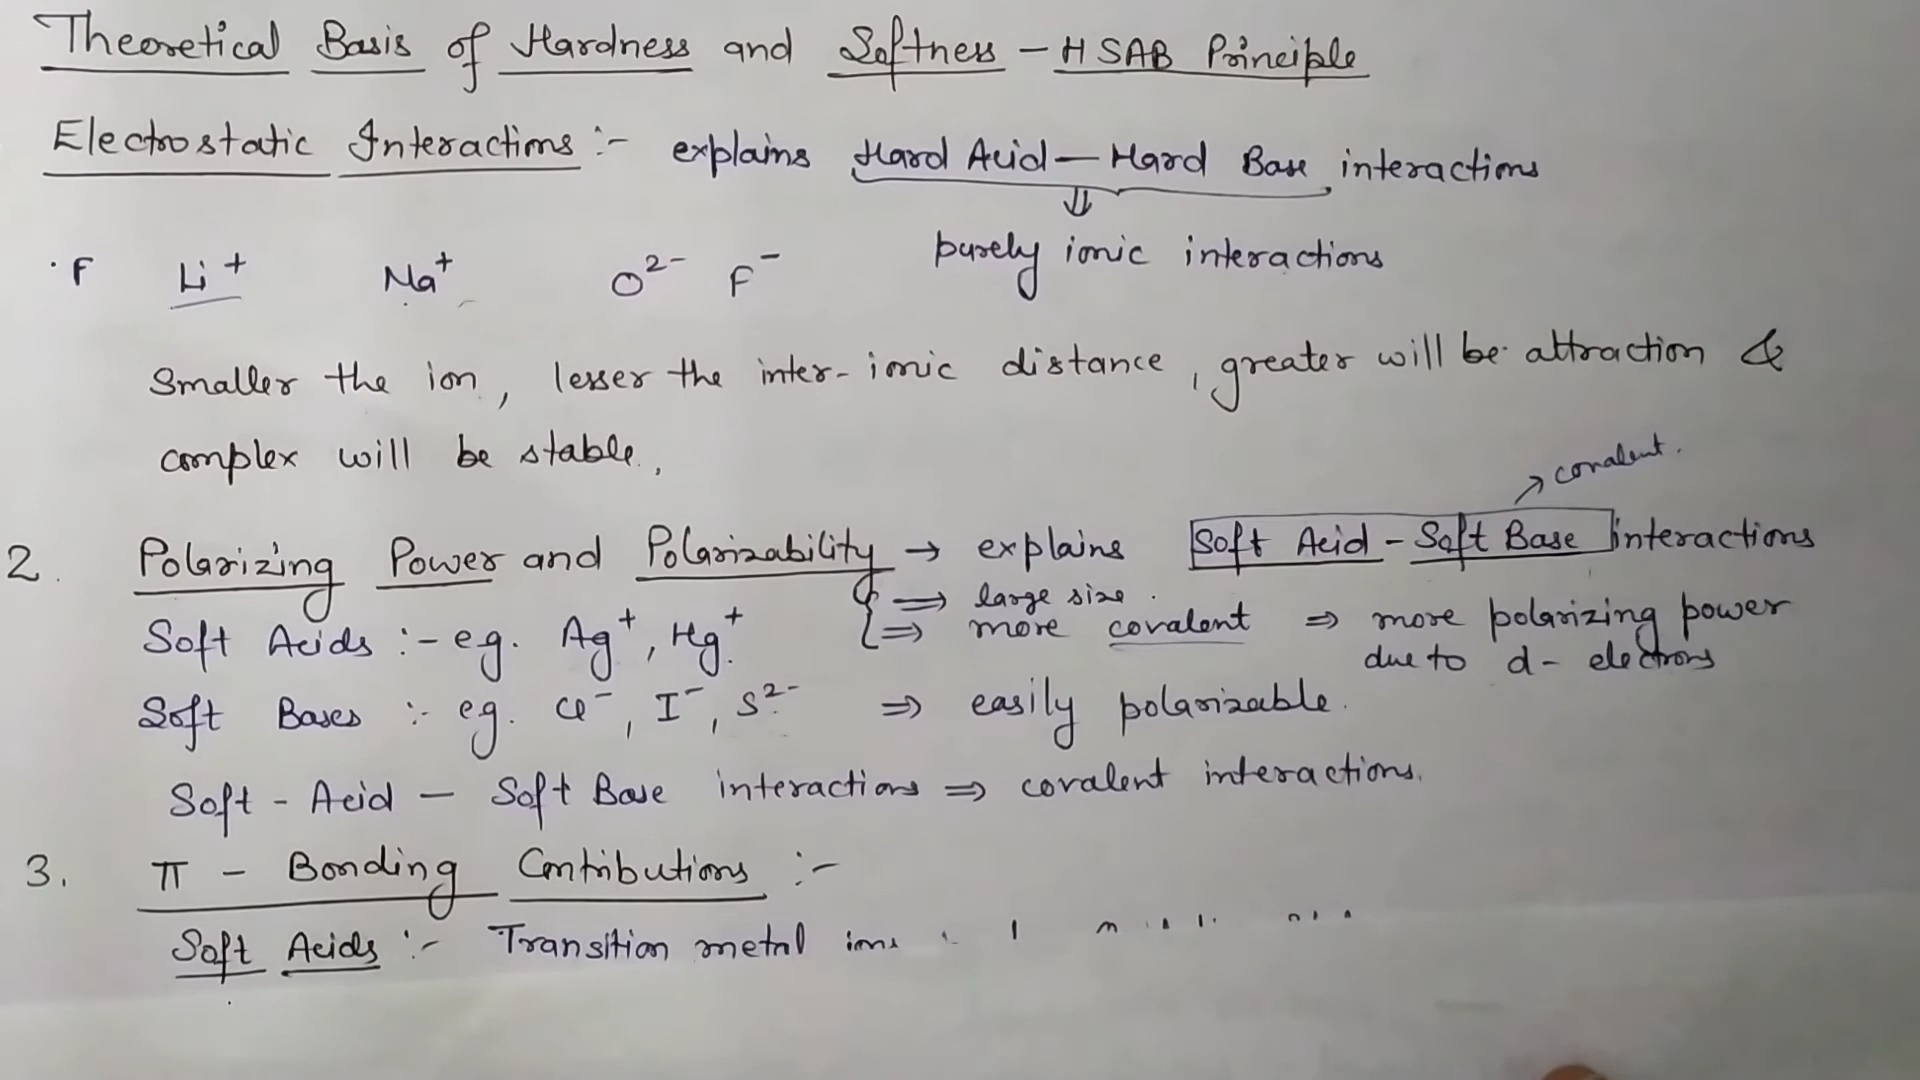 Theoretical Basis of Hardness and Softness - HSAB Principle
Electrostatic Interactions :- explains Hard Acid - Hard Base interactions
⇓
purely ionic interactions
. F Li+ Na+ O2- F-
Smaller the ion, lesser the inter-ionic distance, greater will be attraction &
complex will be stable.
→ covalent.
2. Polarizing Power and Polarizability → explains Soft Acid - Soft Base interactions
⇒ large size.
Soft Acids :- eg. Ag+, Hg+ ⇒ more covalent ⇒ more polarizing power
due to d- electrons
Soft Bases :- eg. Cl-, I-, S2- ⇒ easily polarizable.
Soft - Acid - Soft Base interactions ⇒ covalent interactions.
3. π - Bonding Contributions :-
Soft Acids :- Transition metal ions